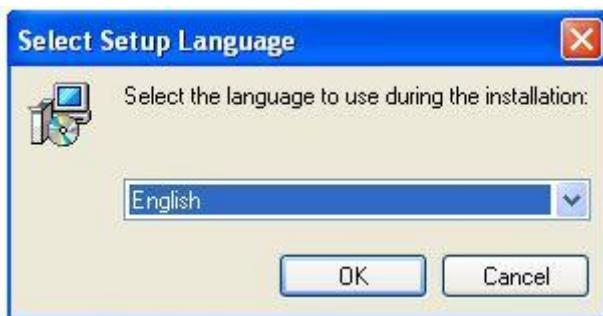 Select Setup Language
Select the language to use during the installation:
English
OK
Cancel